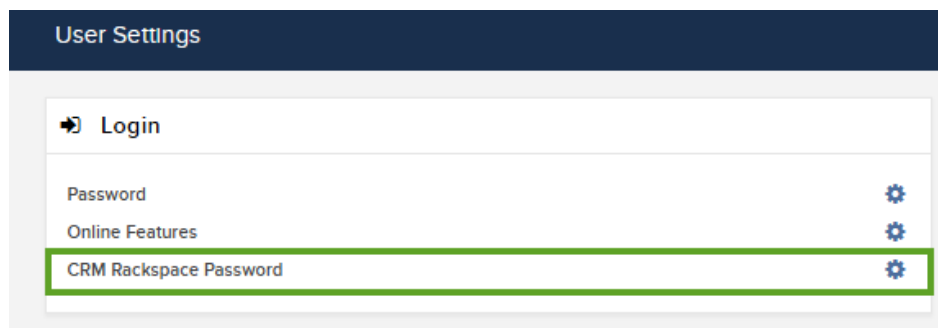 User Settings
Login
Password
Online Features
CRM Rackspace Password